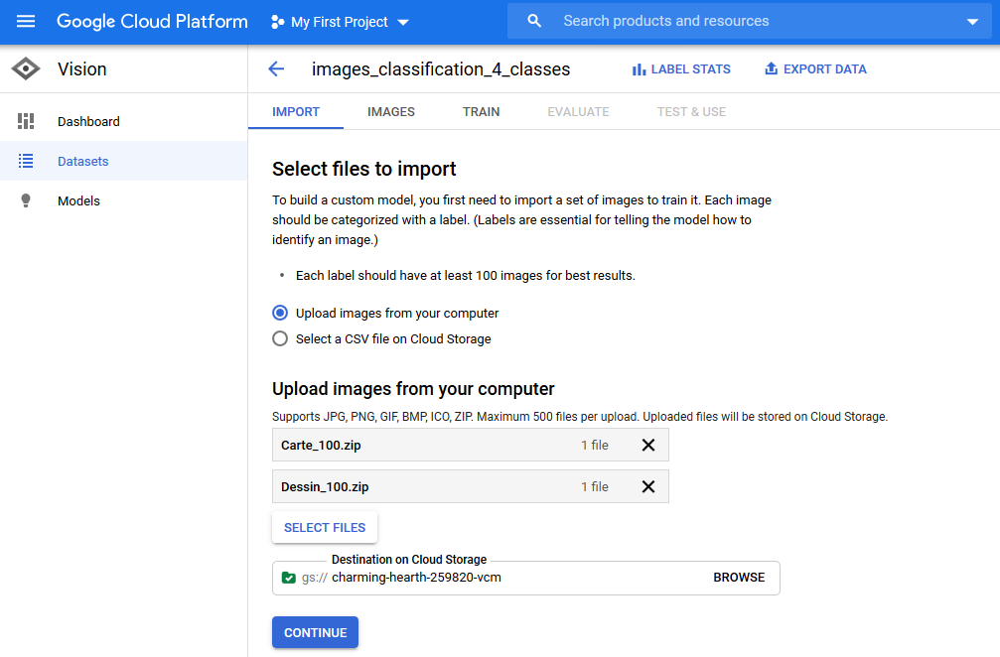 Google Cloud Platform My First Project Search products and resources
Vision images_classification_4_classes LABEL STATS EXPORT DATA
Dashboard
Datasets
Models
IMPORT IMAGES TRAIN EVALUATE TEST & USE
Select files to import
To build a custom model, you first need to import a set of images to train it. Each image
should be categorized with a label. (Labels are essential for telling the model how to
identify an image.)
• Each label should have at least 100 images for best results.
Upload images from your computer
Select a CSV file on Cloud Storage
Upload images from your computer
Supports JPG, PNG, GIF, BMP, ICO, ZIP. Maximum 500 files per upload. Uploaded files will be stored on Cloud Storage.
Carte_100.zip 1 file
Dessin_100.zip 1 file
SELECT FILES
Destination on Cloud Storage
gs:// charming-hearth-259820-vcm BROWSE
CONTINUE